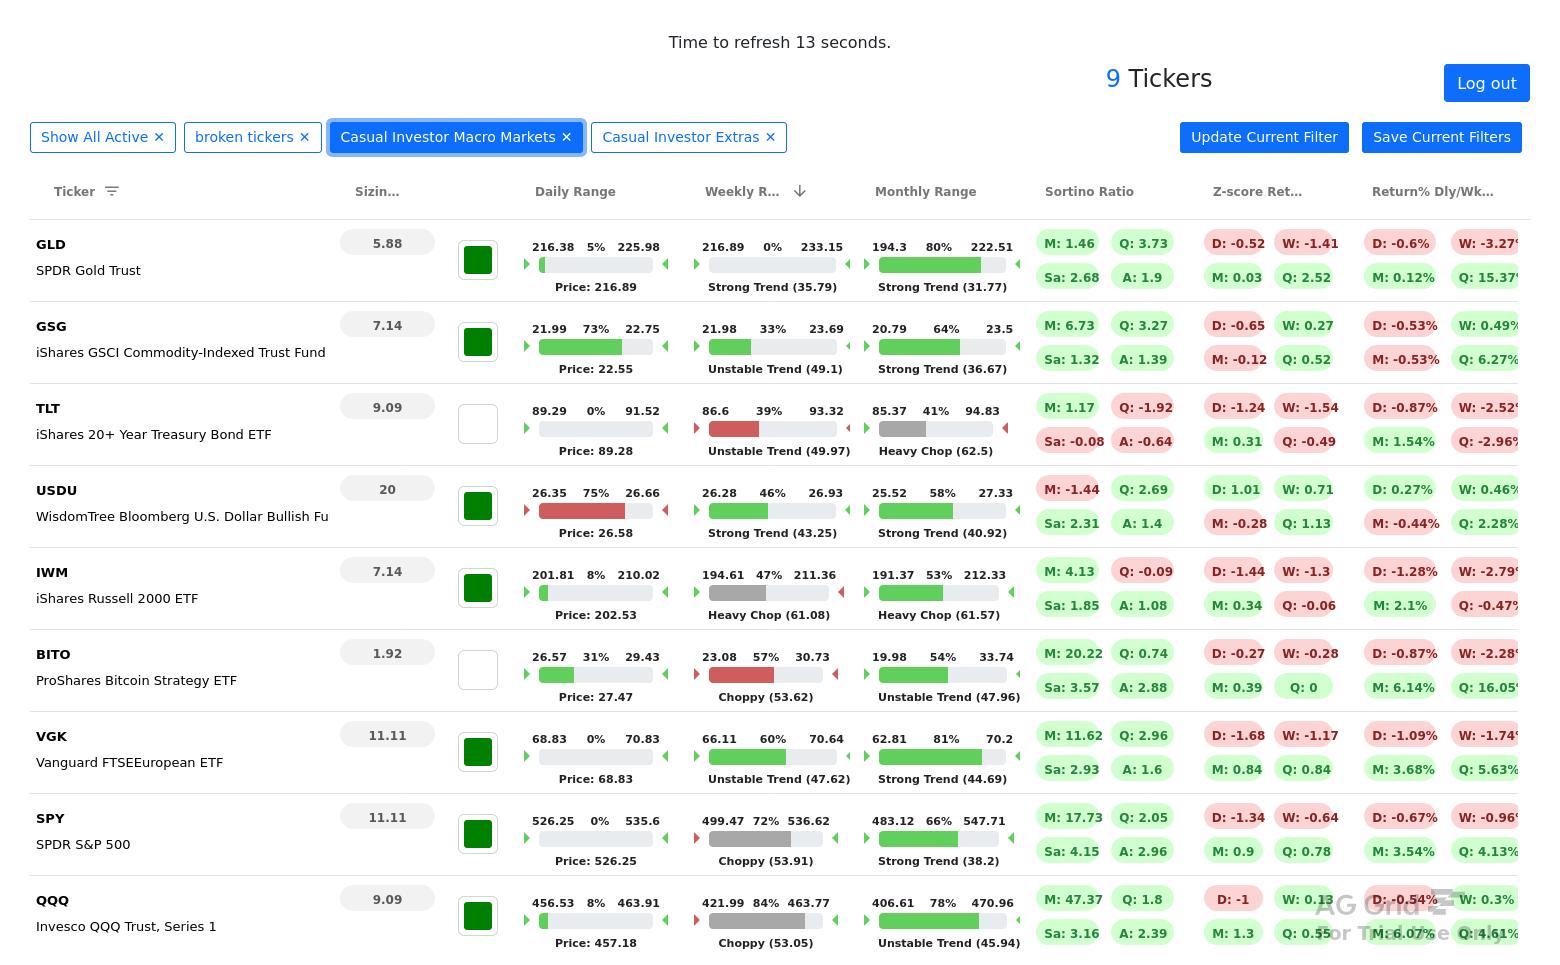 Time to refresh 13 seconds.
9 Tickers
Log out
Show All Active ✕ broken tickers ✕ Casual Investor Macro Markets ✕ Casual Investor Extras ✕ Update Current Filter Save Current Filters
Ticker Sizin... Daily Range Weekly R... Monthly Range Sortino Ratio Z-score Ret... Return% Dly/Wk...
GLD 5.88 216.38 5% 225.98 216.89 0% 233.15 194.3 80% 222.51 M: 1.46 Q: 3.73 D: -0.52 W: -1.41 D: -0.6% W: -3.27%
SPDR Gold Trust Price: 216.89 Strong Trend (35.79) Strong Trend (31.77) Sa: 2.68 A: 1.9 M: 0.03 Q: 2.52 M: 0.12% Q: 15.37%
GSG 7.14 21.99 73% 22.75 21.98 33% 23.69 20.79 64% 23.5 M: 6.73 Q: 3.27 D: -0.65 W: 0.27 D: -0.53% W: 0.49%
iShares GSCI Commodity-Indexed Trust Fund Price: 22.55 Unstable Trend (49.1) Strong Trend (36.67) Sa: 1.32 A: 1.39 M: -0.12 Q: 0.52 M: -0.53% Q: 6.27%
TLT 9.09 89.29 0% 91.52 86.6 39% 93.32 85.37 41% 94.83 M: 1.17 Q: -1.92 D: -1.24 W: -1.54 D: -0.87% W: -2.52%
iShares 20+ Year Treasury Bond ETF Price: 89.28 Unstable Trend (49.97) Heavy Chop (62.5) Sa: -0.08 A: -0.64 M: 0.31 Q: -0.49 M: 1.54% Q: -2.96%
USDU 20 26.35 75% 26.66 26.28 46% 26.93 25.52 58% 27.33 M: -1.44 Q: 2.69 D: 1.01 W: 0.71 D: 0.27% W: 0.46%
WisdomTree Bloomberg U.S. Dollar Bullish Fu Price: 26.58 Strong Trend (43.25) Strong Trend (40.92) Sa: 2.31 A: 1.4 M: -0.28 Q: 1.13 M: -0.44% Q: 2.28%
IWM 7.14 201.81 8% 210.02 194.61 47% 211.36 191.37 53% 212.33 M: 4.13 Q: -0.09 D: -1.44 W: -1.3 D: -1.28% W: -2.79%
iShares Russell 2000 ETF Price: 202.53 Heavy Chop (61.08) Heavy Chop (61.57) Sa: 1.85 A: 1.08 M: 0.34 Q: -0.06 M: 2.1% Q: -0.47%
BITO 1.92 26.57 31% 29.43 23.08 57% 30.73 19.98 54% 33.74 M: 20.22 Q: 0.74 D: -0.27 W: -0.28 D: -0.87% W: -2.28%
ProShares Bitcoin Strategy ETF Price: 27.47 Choppy (53.62) Unstable Trend (47.96) Sa: 3.57 A: 2.88 M: 0.39 Q: 0 M: 6.14% Q: 16.05%
VGK 11.11 68.83 0% 70.83 66.11 60% 70.64 62.81 81% 70.2 M: 11.62 Q: 2.96 D: -1.68 W: -1.17 D: -1.09% W: -1.74%
Vanguard FTSEEuropean ETF Price: 68.83 Unstable Trend (47.62) Strong Trend (44.69) Sa: 2.93 A: 1.6 M: 0.84 Q: 0.84 M: 3.68% Q: 5.63%
SPY 11.11 526.25 0% 535.6 499.47 72% 536.62 483.12 66% 547.71 M: 17.73 Q: 2.05 D: -1.34 W: -0.64 D: -0.67% W: -0.96%
SPDR S&P 500 Price: 526.25 Choppy (53.91) Strong Trend (38.2) Sa: 4.15 A: 2.96 M: 0.9 Q: 0.78 M: 3.54% Q: 4.13%
QQQ 9.09 456.53 8% 463.91 421.99 84% 463.77 406.61 78% 470.96 M: 47.37 Q: 1.8 D: -1 W: 0.13 D: -0.54% W: 0.3%
Invesco QQQ Trust, Series 1 Price: 457.18 Choppy (53.05) Unstable Trend (45.94) Sa: 3.16 A: 2.39 M: 1.3 Q: 0.55 M: 6.07% Q: 4.61%
AG Grid
For Trial Use Only